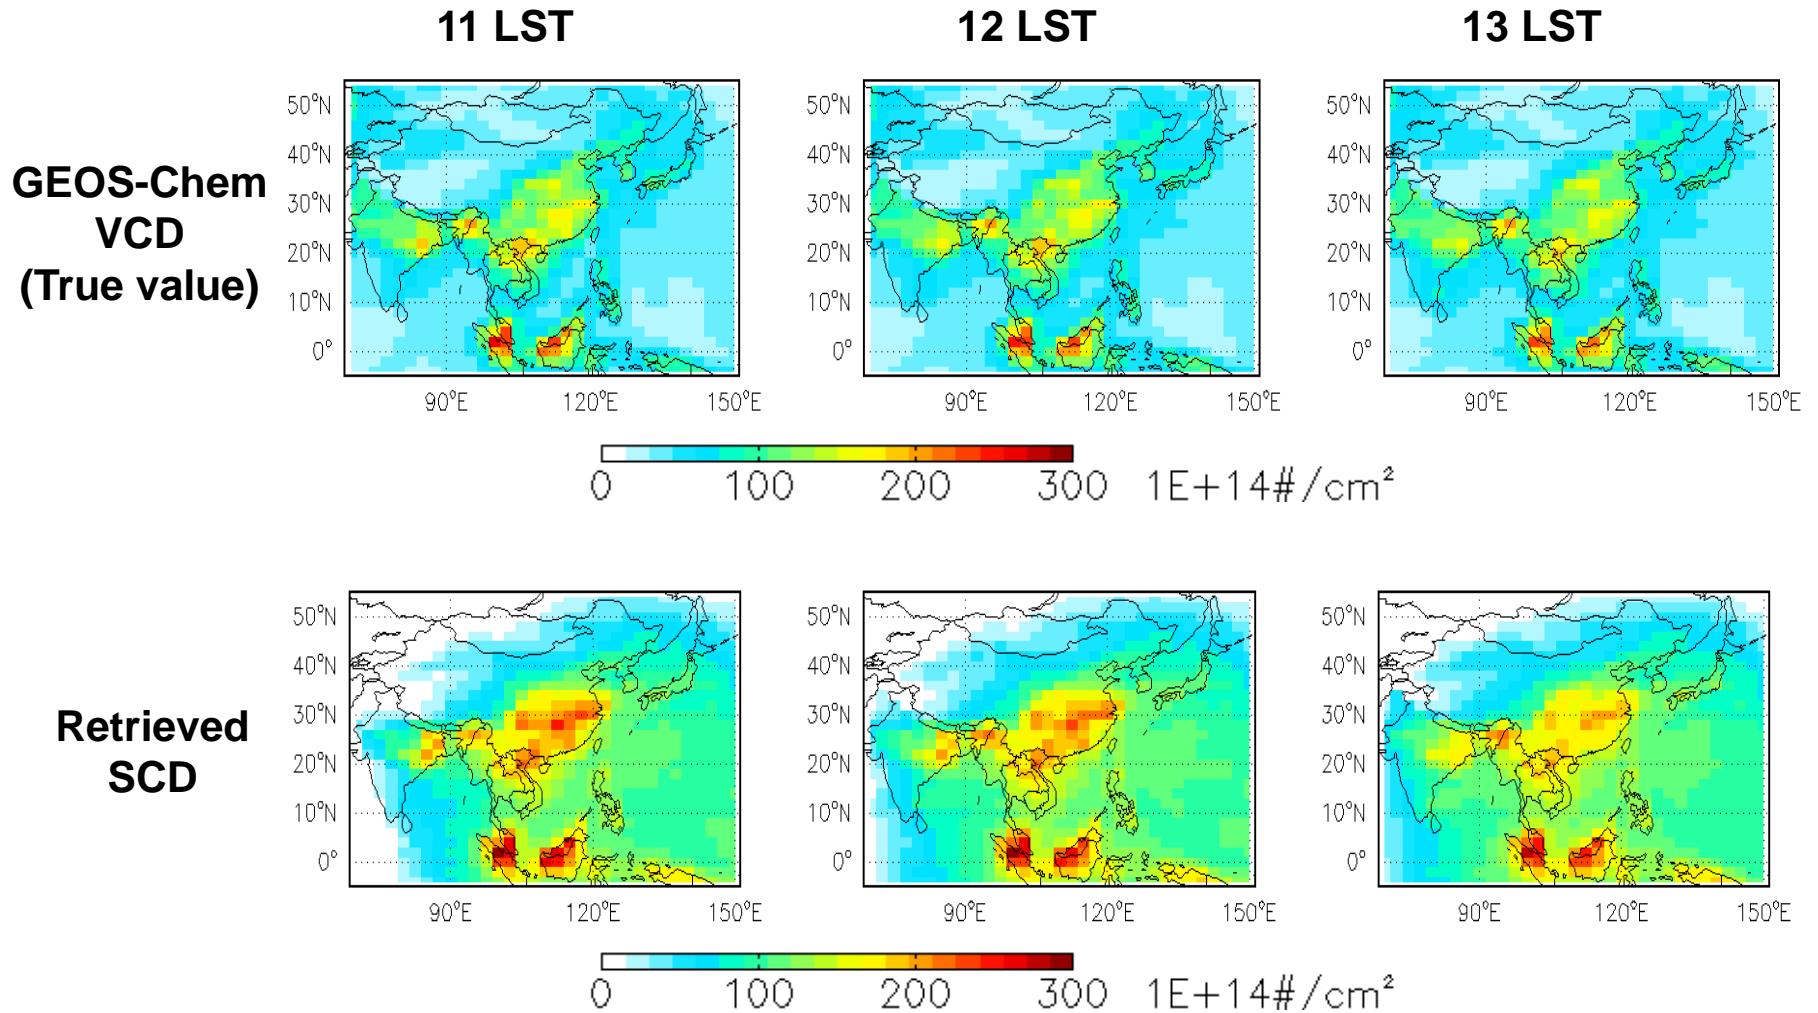 11 LST
12 LST
13 LST
GEOS-Chem
VCD
(True value)
50°N
40°N
30°N
20°N
10°N
0°
90°E
120°E
150°E
50°N
40°N
30°N
20°N
10°N
0°
90°E
120°E
150°E
50°N
40°N
30°N
20°N
10°N
0°
90°E
120°E
150°E
0
100
200
300
1E+14#/cm²
Retrieved
SCD
50°N
40°N
30°N
20°N
10°N
0°
90°E
120°E
150°E
50°N
40°N
30°N
20°N
10°N
0°
90°E
120°E
150°E
50°N
40°N
30°N
20°N
10°N
0°
90°E
120°E
150°E
0
100
200
300
1E+14#/cm²